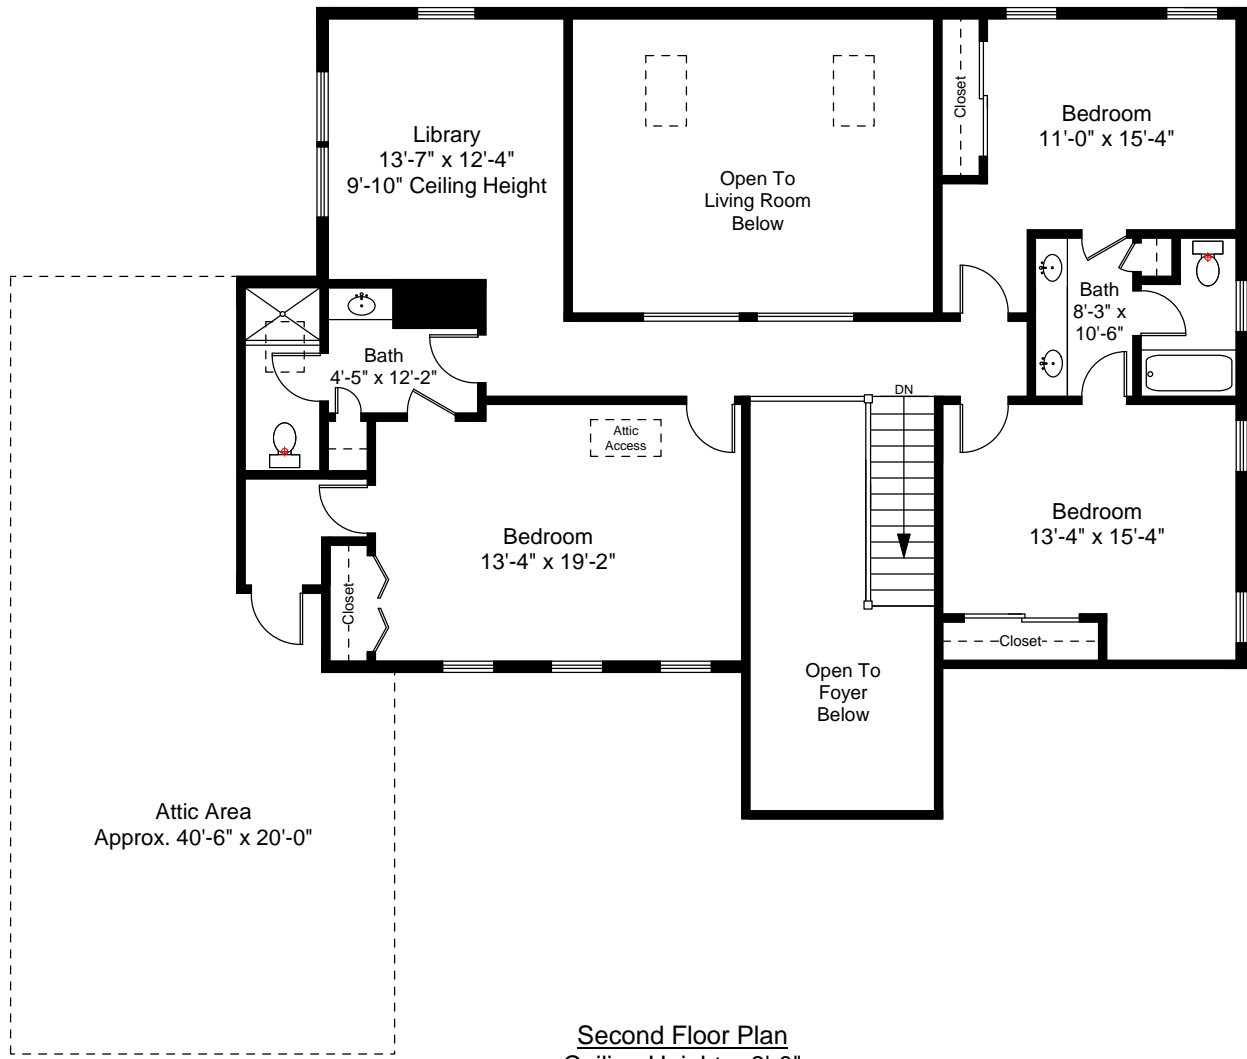 Library
13'-7" x 12'-4"
9'-10" Ceiling Height
Open To
Living Room
Below
Closet
Bedroom
11'-0" x 15'-4"
Bath
8'-3" x
10'-6"
Bath
4'-5" x 12'-2"
DN
Attic
Access
Bedroom
13'-4" x 19'-2"
Closet
Bedroom
13'-4" x 15'-4"
Closet
Open To
Foyer
Below
Attic Area
Approx. 40'-6" x 20'-0"
Second Floor Plan